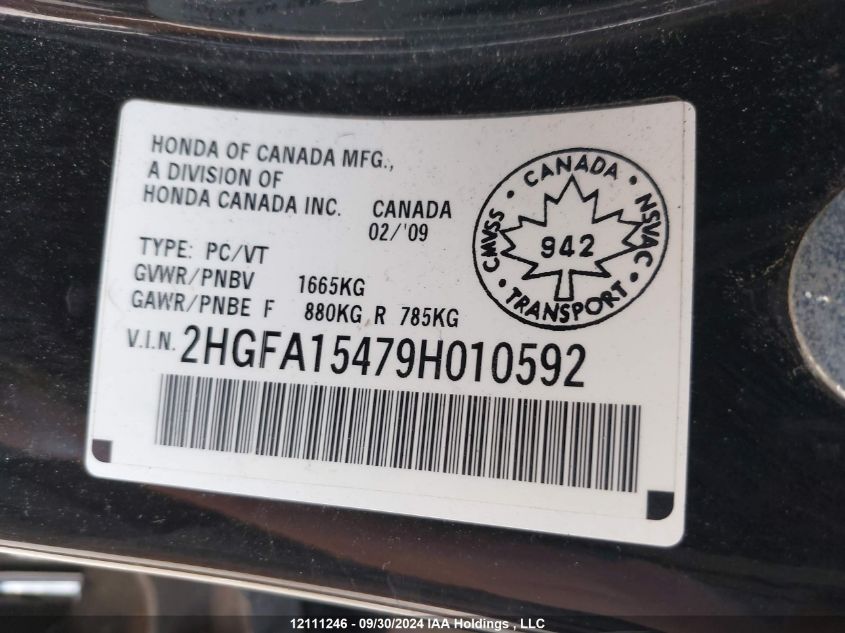 HONDA OF CANADA MFG.,
A DIVISION OF
HONDA CANADA INC. CANADA
02/'09
TYPE: PC/VT
GVWR/PNBV 1665KG
GAWR/PNBE F 880KG R 785KG
V.I.N. 2HGFA15479H010592
• CANADA •
CMVSS
NSVAC
942
• TRANSPORT •
12111246 - 09/30/2024 IAA Holdings , LLC